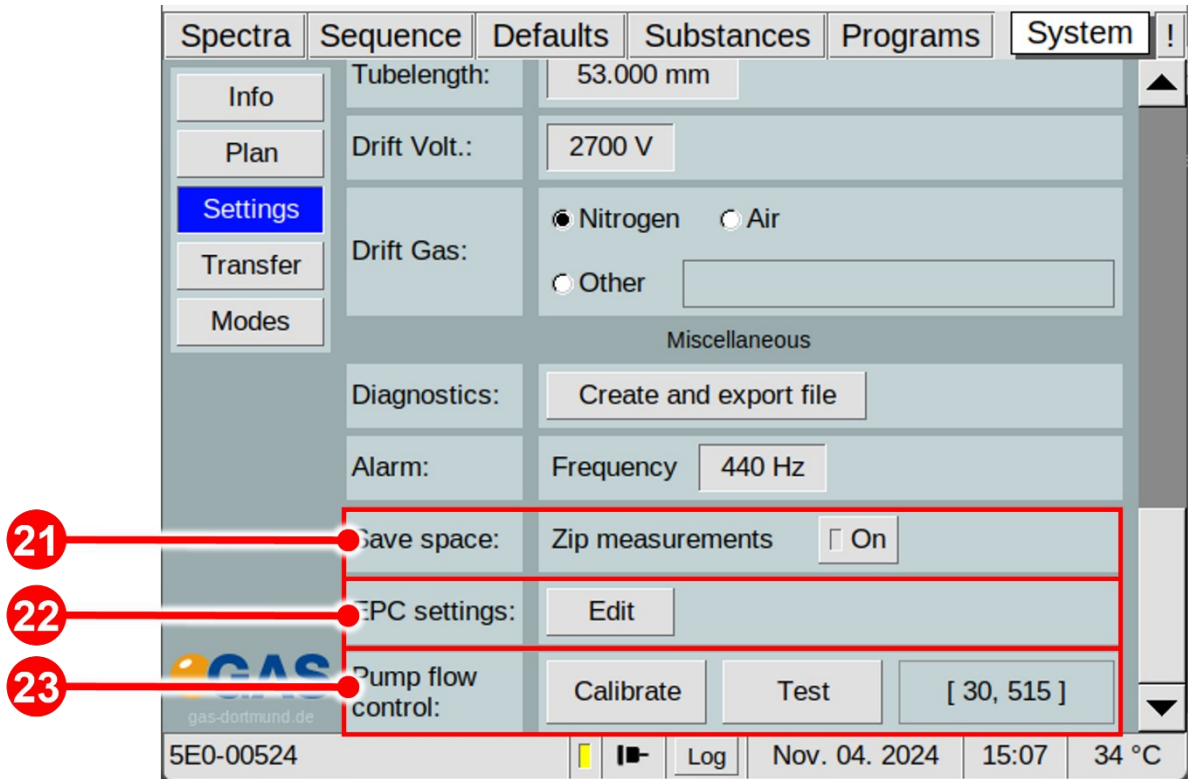 Spectra Sequence Defaults Substances Programs System !
Info
Plan
Settings
Transfer
Modes
Tubelength: 53.000 mm
Drift Volt.: 2700 V
Drift Gas: Nitrogen Air
Other
Miscellaneous
Diagnostics: Create and export file
Alarm: Frequency 440 Hz
21 Save space: Zip measurements On
22 EPC settings: Edit
23 GAS Pump flow control: Calibrate Test [ 30, 515 ]
gas-dortmund.de
5E0-00524 Log Nov. 04. 2024 15:07 34 °C